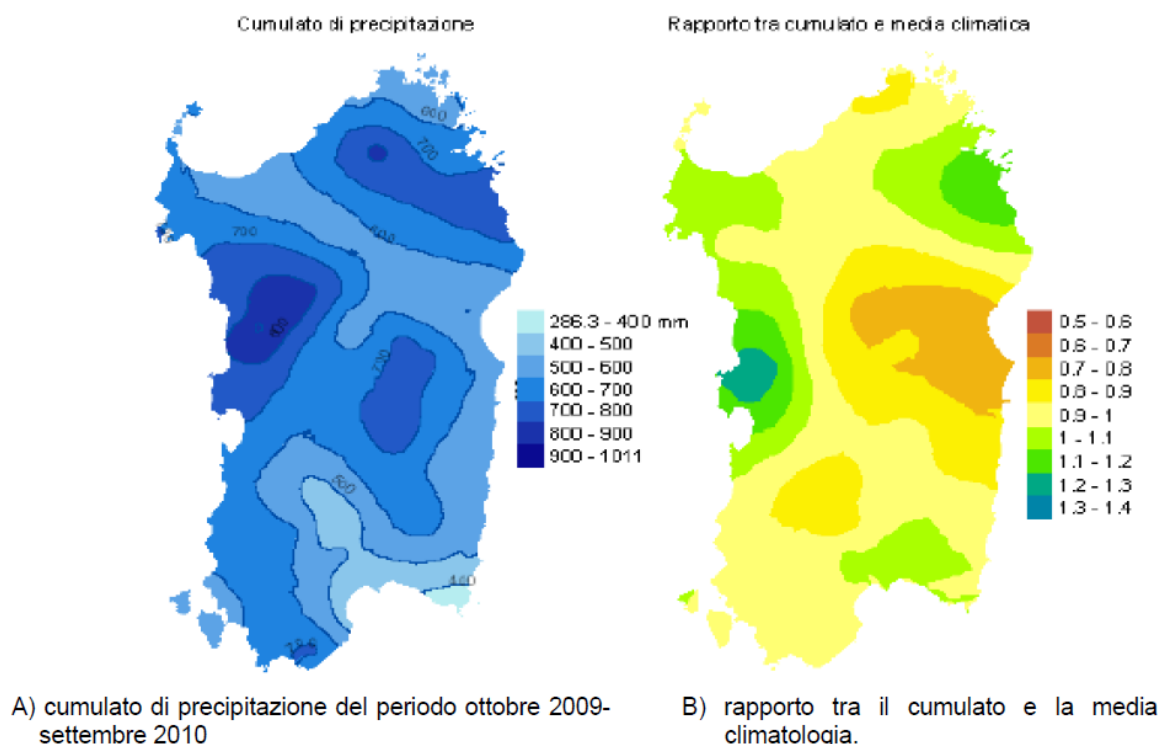 Cumulato di precipitazione
Rapporto tra cumulato e media climatica
600
700
600
700
700
500
400
286.3 - 400 mm
400 - 500
500 - 600
600 - 700
700 - 800
800 - 900
900 - 1011
0.5 - 0.6
0.6 - 0.7
0.7 - 0.8
0.8 - 0.9
0.9 - 1
1 - 1.1
1.1 - 1.2
1.2 - 1.3
1.3 - 1.4
A) cumulato di precipitazione del periodo ottobre 2009-
settembre 2010
B) rapporto tra il cumulato e la media
climatologia.